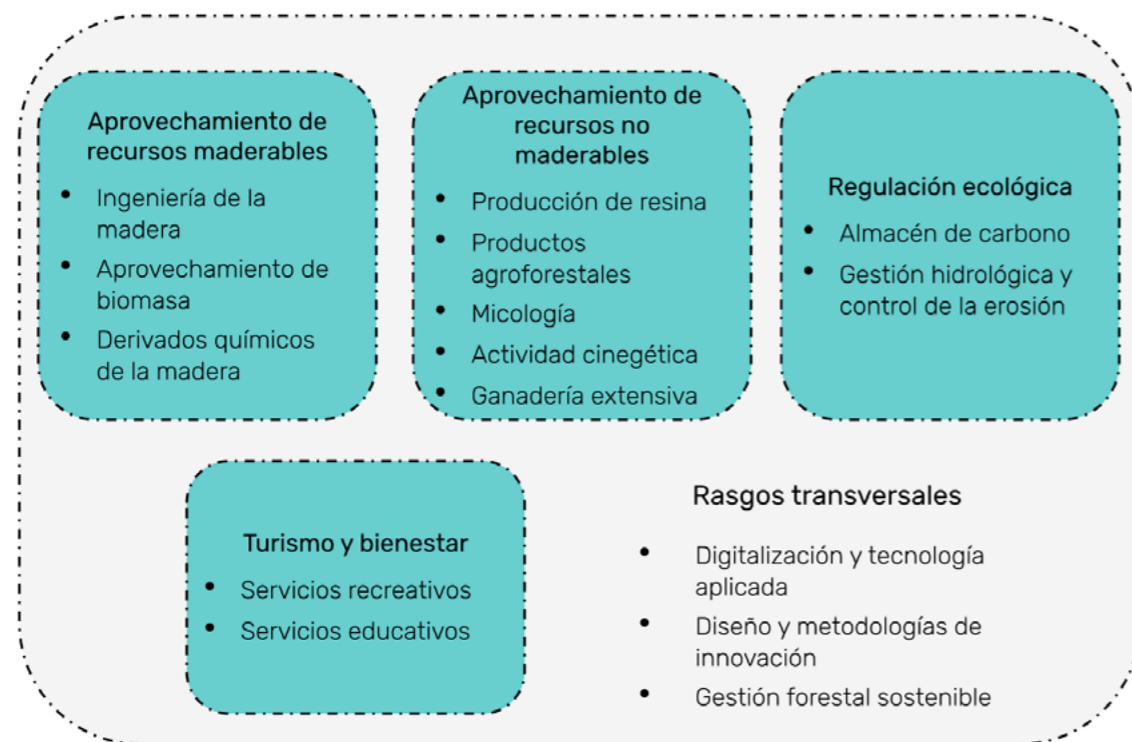 Aprovechamiento de
recursos maderables
• Ingeniería de la
madera
• Aprovechamiento de
biomasa
• Derivados químicos
de la madera
Aprovechamiento de
recursos no
maderables
• Producción de resina
• Productos
agroforestales
• Micología
• Actividad cinegética
• Ganadería extensiva
Regulación ecológica
• Almacén de carbono
• Gestión hidrológica y
control de la erosión
Turismo y bienestar
• Servicios recreativos
• Servicios educativos
Rasgos transversales
• Digitalización y tecnología
aplicada
• Diseño y metodologías de
innovación
• Gestión forestal sostenible